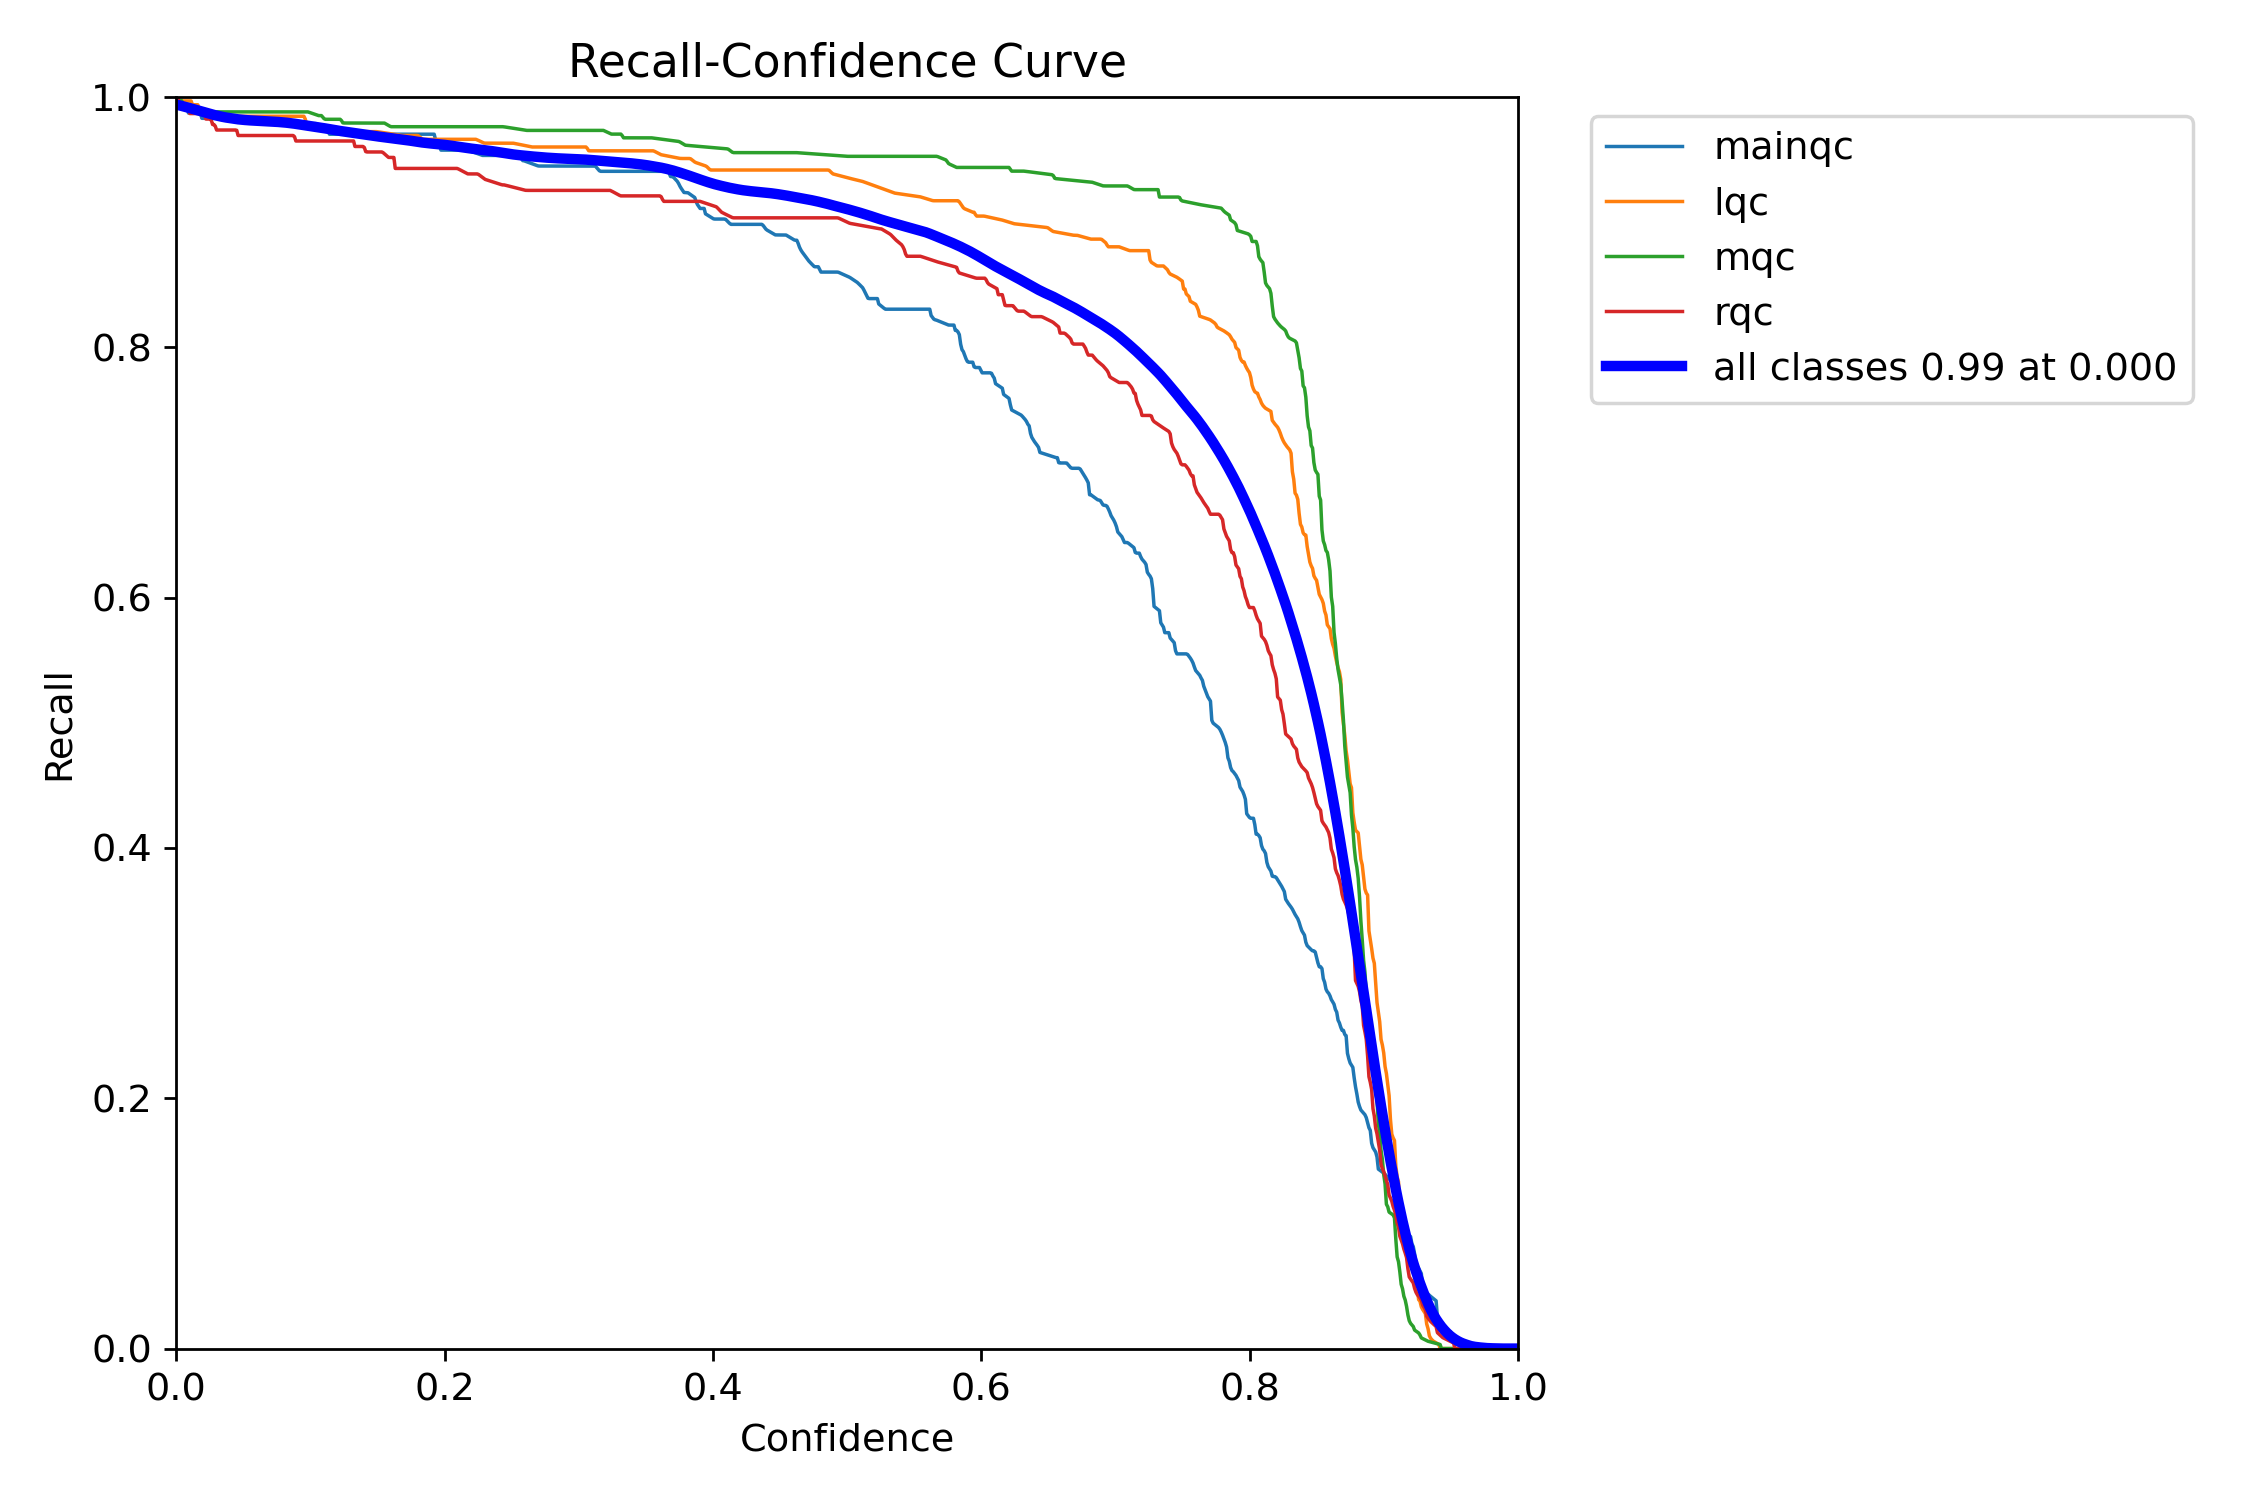 Recall-Confidence Curve
1.0
0.8
0.6
0.4
0.2
0.0
Recall
0.0 0.2 0.4 0.6 0.8 1.0
Confidence
mainqc
lqc
mqc
rqc
all classes 0.99 at 0.000